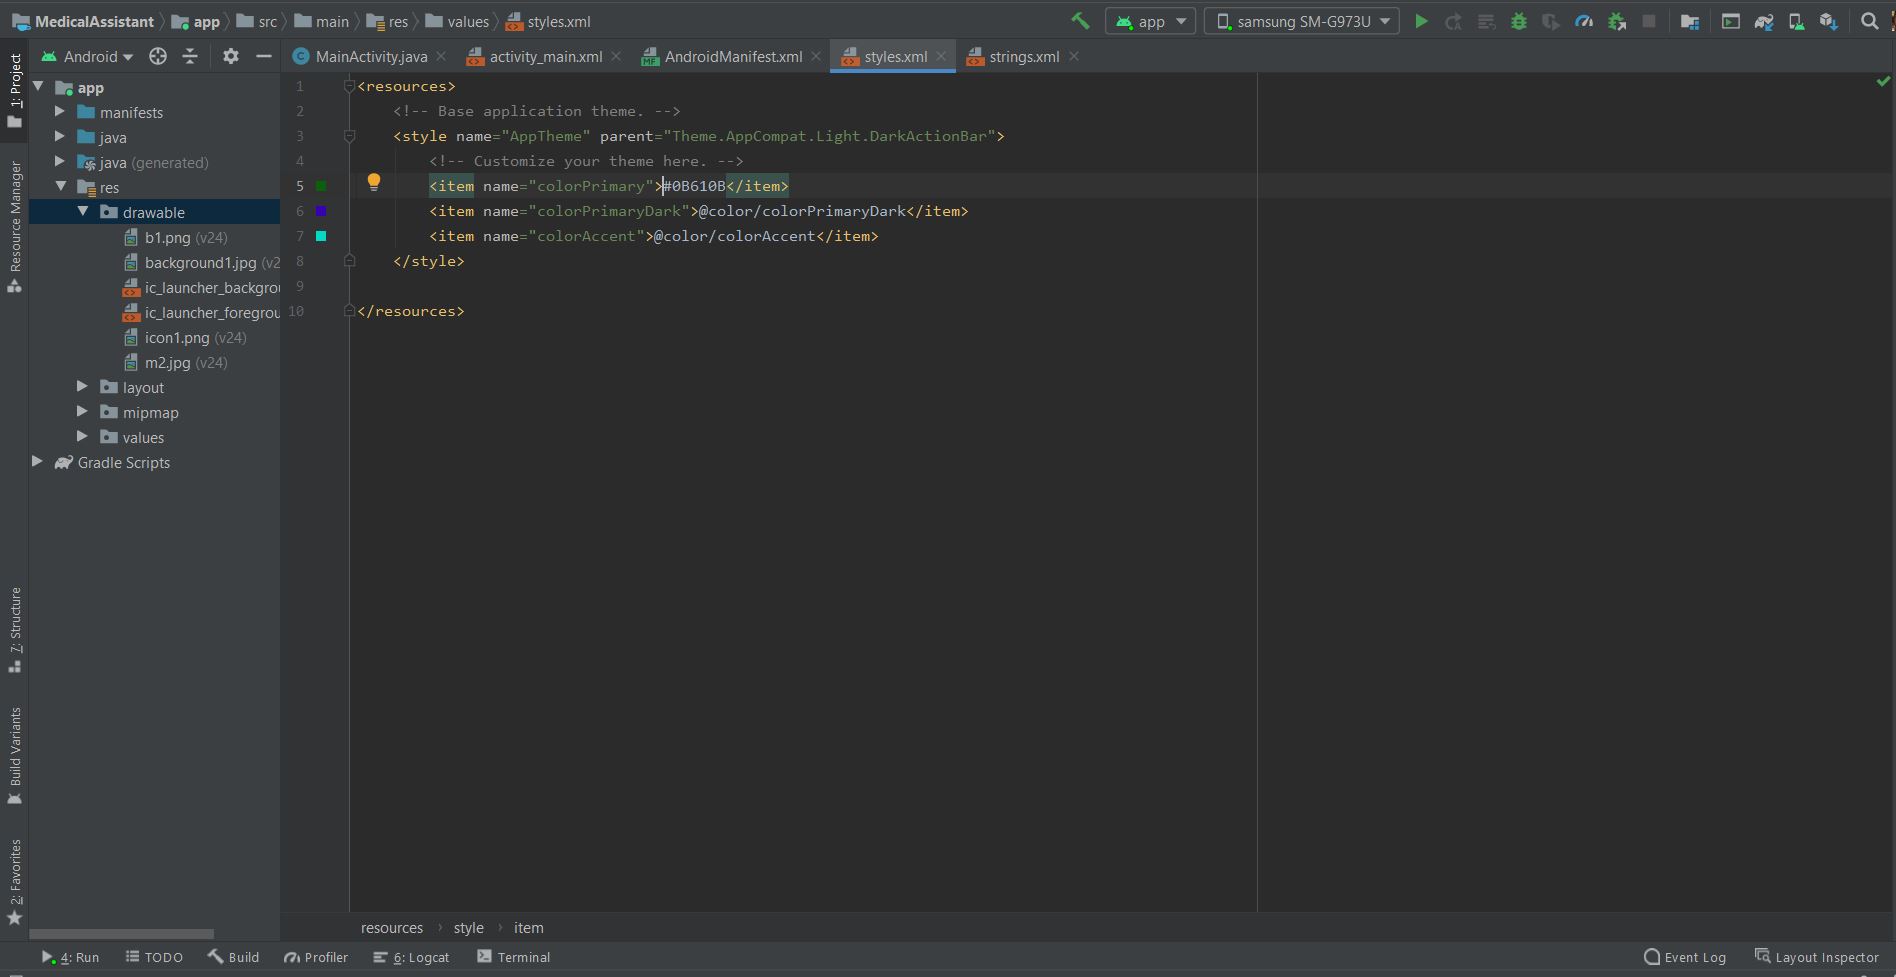 MedicalAssistant app src main res values styles.xml app samsung SM-G973U
Android MainActivity.java activity_main.xml AndroidManifest.xml styles.xml strings.xml
1: Project
Resource Manager
7: Structure
Build Variants
2: Favorites
app
manifests
java
java (generated)
res
drawable
b1.png (v24)
background1.jpg (v2
ic_launcher_backgrou
ic_launcher_foregrou
icon1.png (v24)
m2.jpg (v24)
layout
mipmap
values
Gradle Scripts
1 <resources>
2 <!-- Base application theme. -->
3 <style name="AppTheme" parent="Theme.AppCompat.Light.DarkActionBar">
4 <!-- Customize your theme here. -->
5 <item name="colorPrimary">#0B610B</item>
6 <item name="colorPrimaryDark">@color/colorPrimaryDark</item>
7 <item name="colorAccent">@color/colorAccent</item>
8 </style>
9
10 </resources>
resources › style › item
4: Run TODO Build Profiler 6: Logcat Terminal Event Log Layout Inspector